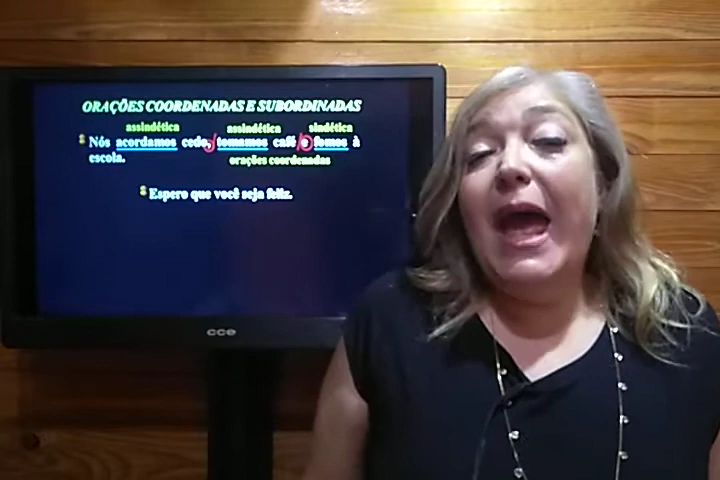 ORAÇÕES COORDENADAS E SUBORDINADAS
assindética assindética sindética
Nós acordamos cedo, tomamos café e fomos à
escola.
orações coordenadas
Espero que você seja feliz.
cce